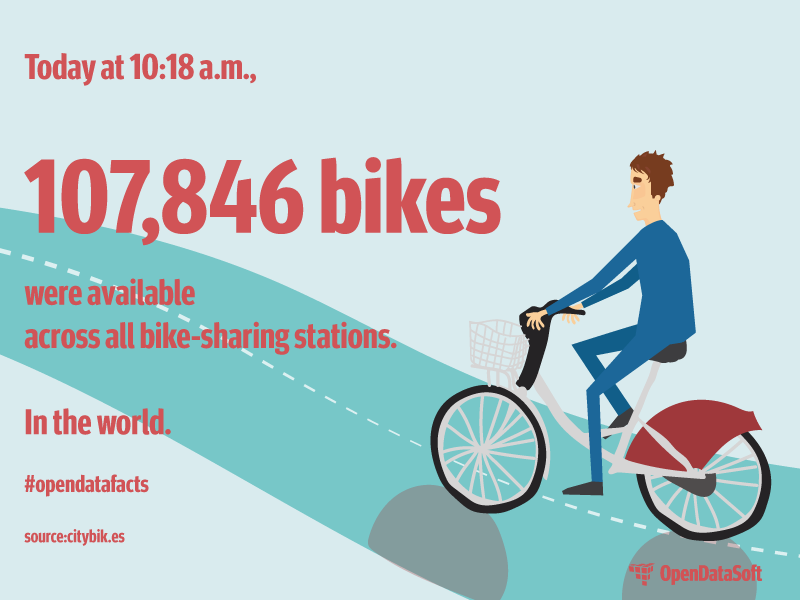 Today at 10:18 a.m.,
107,846 bikes
were available
across all bike-sharing stations.
In the world.
#opendatafacts
source:citybik.es
OpenDataSoft